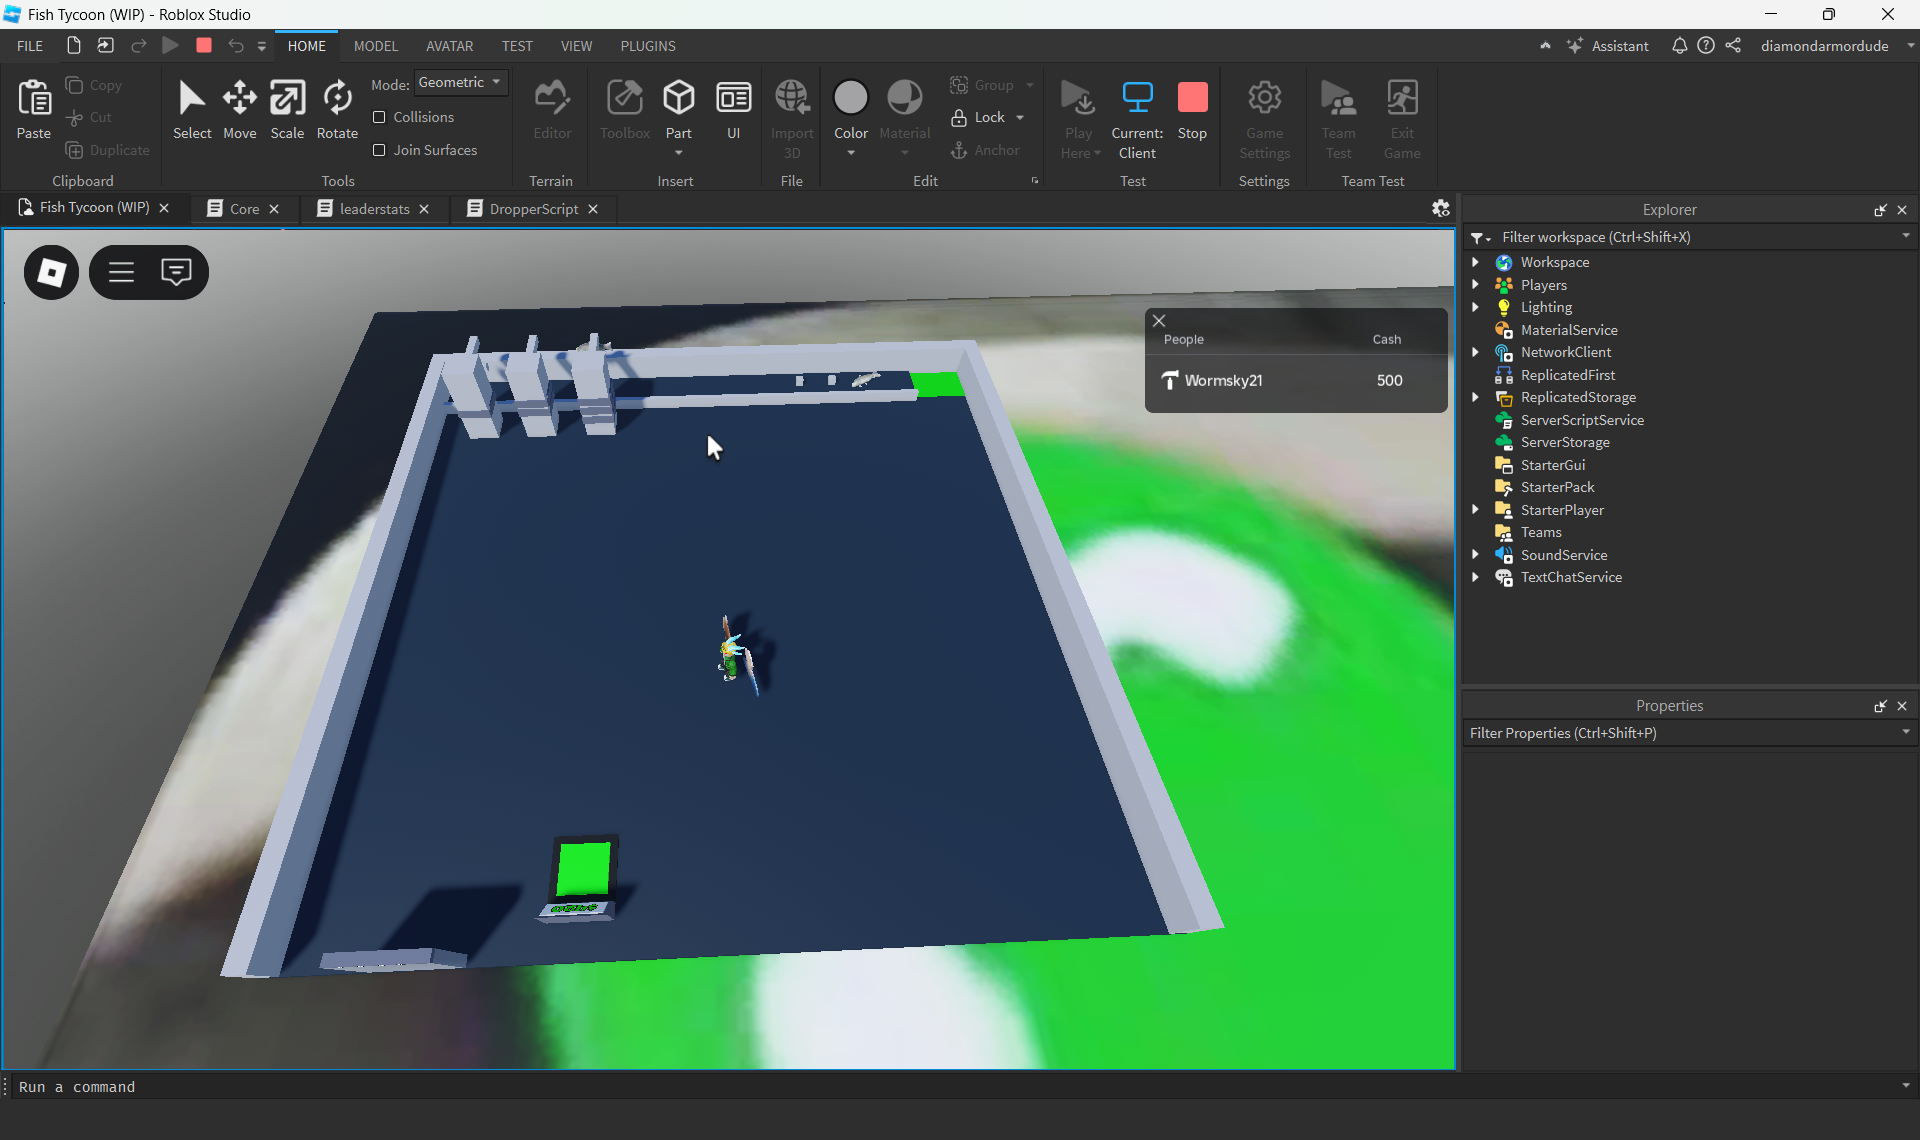 Fish Tycoon (WIP) - Roblox Studio
FILE HOME MODEL AVATAR TEST VIEW PLUGINS Assistant diamondarmordude
Paste
Copy
Cut
Duplicate
Clipboard
Select
Move
Scale
Rotate
Mode: Geometric
Collisions
Join Surfaces
Tools
Editor
Terrain
Toolbox
Part
UI
Insert
Import
3D
File
Color
Material
Group
Lock
Anchor
Edit
Play
Here
Current:
Client
Stop
Test
Game
Settings
Settings
Team
Test
Exit
Game
Team Test
Fish Tycoon (WIP)
Core
leaderstats
DropperScript
People Cash
Wormsky21 500
Explorer
Filter workspace (Ctrl+Shift+X)
Workspace
Players
Lighting
MaterialService
NetworkClient
ReplicatedFirst
ReplicatedStorage
ServerScriptService
ServerStorage
StarterGui
StarterPack
StarterPlayer
Teams
SoundService
TextChatService
Properties
Filter Properties (Ctrl+Shift+P)
Run a command